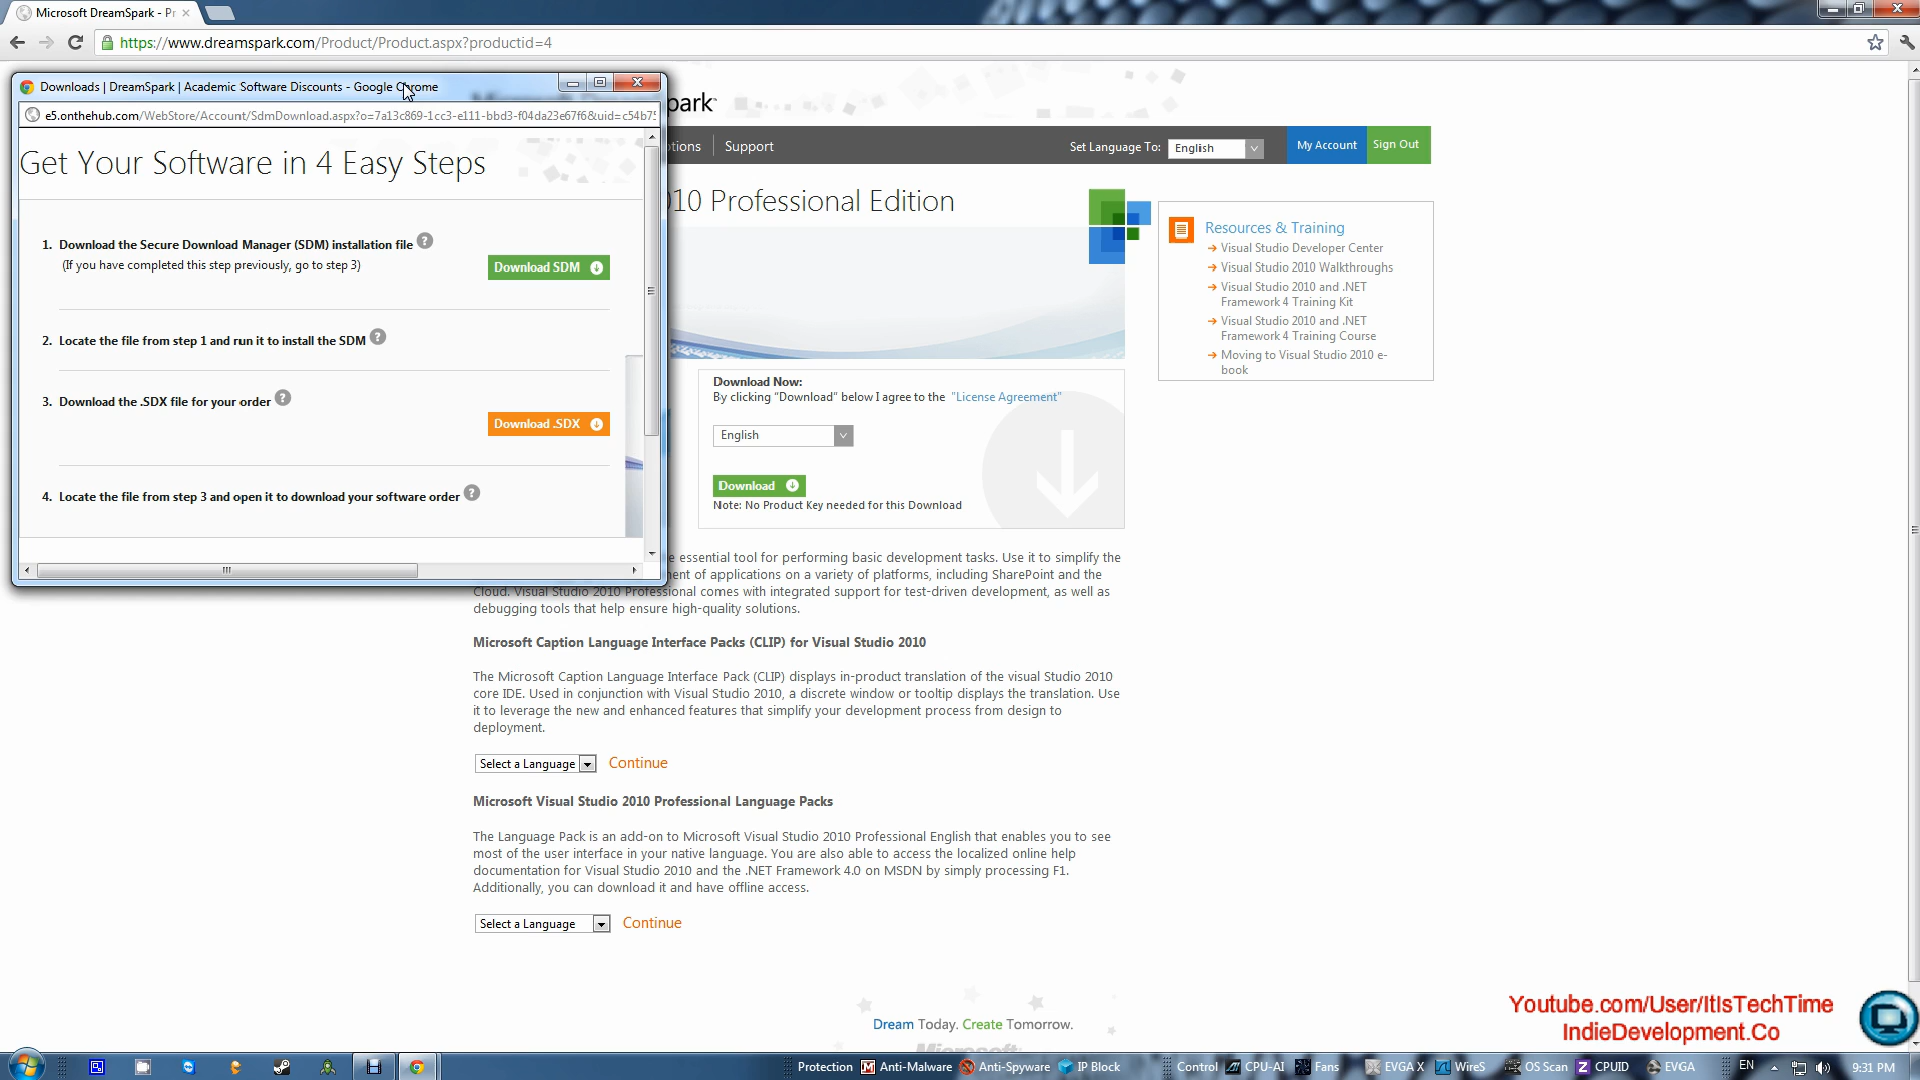 Microsoft DreamSpark - Pr
https://www.dreamspark.com/Product/Product.aspx?productid=4
Downloads | DreamSpark | Academic Software Discounts - Google Chrome
e5.onthehub.com/WebStore/Account/SdmDownload.aspx?o=7a13c869-1cc3-e111-bbd3-f04da23e67f6&uid=c54b75
Get Your Software in 4 Easy Steps
1. Download the Secure Download Manager (SDM) installation file ?
(If you have completed this step previously, go to step 3)
Download SDM
2. Locate the file from step 1 and run it to install the SDM ?
3. Download the .SDX file for your order ?
Download .SDX
4. Locate the file from step 3 and open it to download your software order ?
park
tions
Support
Set Language To:
English
My Account
Sign Out
010 Professional Edition
Resources & Training
Visual Studio Developer Center
Visual Studio 2010 Walkthroughs
Visual Studio 2010 and .NET
Framework 4 Training Kit
Visual Studio 2010 and .NET
Framework 4 Training Course
Moving to Visual Studio 2010 e-
book
Download Now:
By clicking “Download” below I agree to the "License Agreement"
English
Download
Note: No Product Key needed for this Download
e essential tool for performing basic development tasks. Use it to simplify the
ment of applications on a variety of platforms, including SharePoint and the
Cloud. Visual Studio 2010 Professional comes with integrated support for test-driven development, as well as
debugging tools that help ensure high-quality solutions.
Microsoft Caption Language Interface Packs (CLIP) for Visual Studio 2010
The Microsoft Caption Language Interface Pack (CLIP) displays in-product translation of the visual Studio 2010
core IDE. Used in conjunction with Visual Studio 2010, a discrete window or tooltip displays the translation. Use
it to leverage the new and enhanced features that simplify your development process from design to
deployment.
Select a Language
Continue
Microsoft Visual Studio 2010 Professional Language Packs
The Language Pack is an add-on to Microsoft Visual Studio 2010 Professional English that enables you to see
most of the user interface in your native language. You are also able to access the localized online help
documentation for Visual Studio 2010 and the .NET Framework 4.0 on MSDN by simply processing F1.
Additionally, you can download it and have offline access.
Select a Language
Continue
Dream Today. Create Tomorrow.
Microsoft
Youtube.com/User/ItIsTechTime
IndieDevelopment.Co
Protection
Anti-Malware
Anti-Spyware
IP Block
Control
CPU-AI
Fans
EVGA X
WireS
OS Scan
CPUID
EVGA
EN
9:31 PM